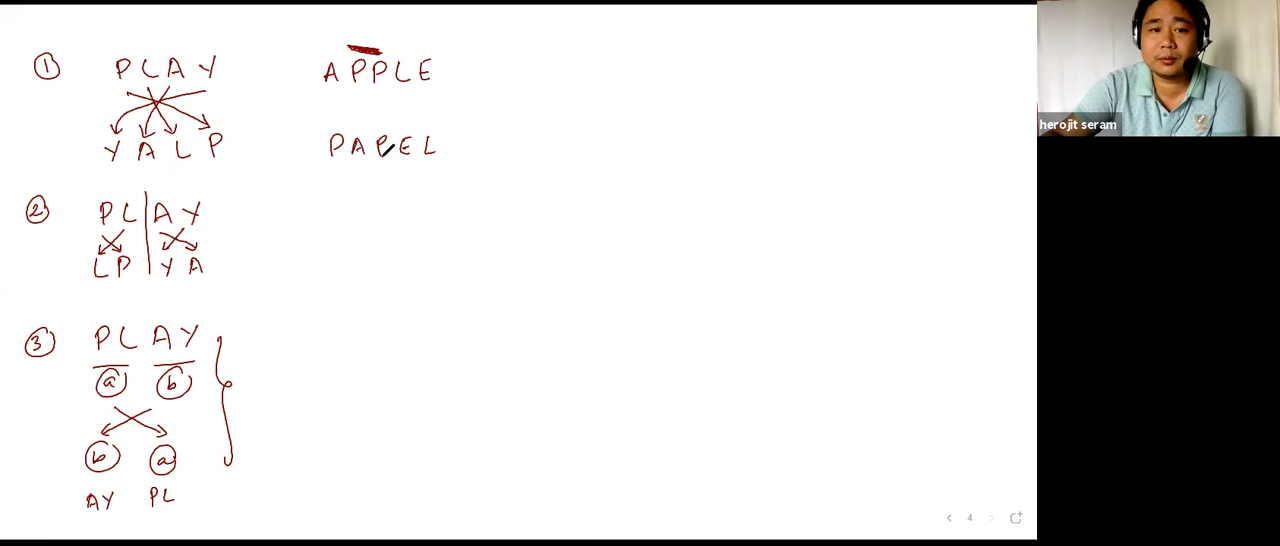 ① PLAY
YALP
APPLE
PAPEL
② PL AY
LP YA
③ PLAY
a b
b a
AY PL
herojit seram
4